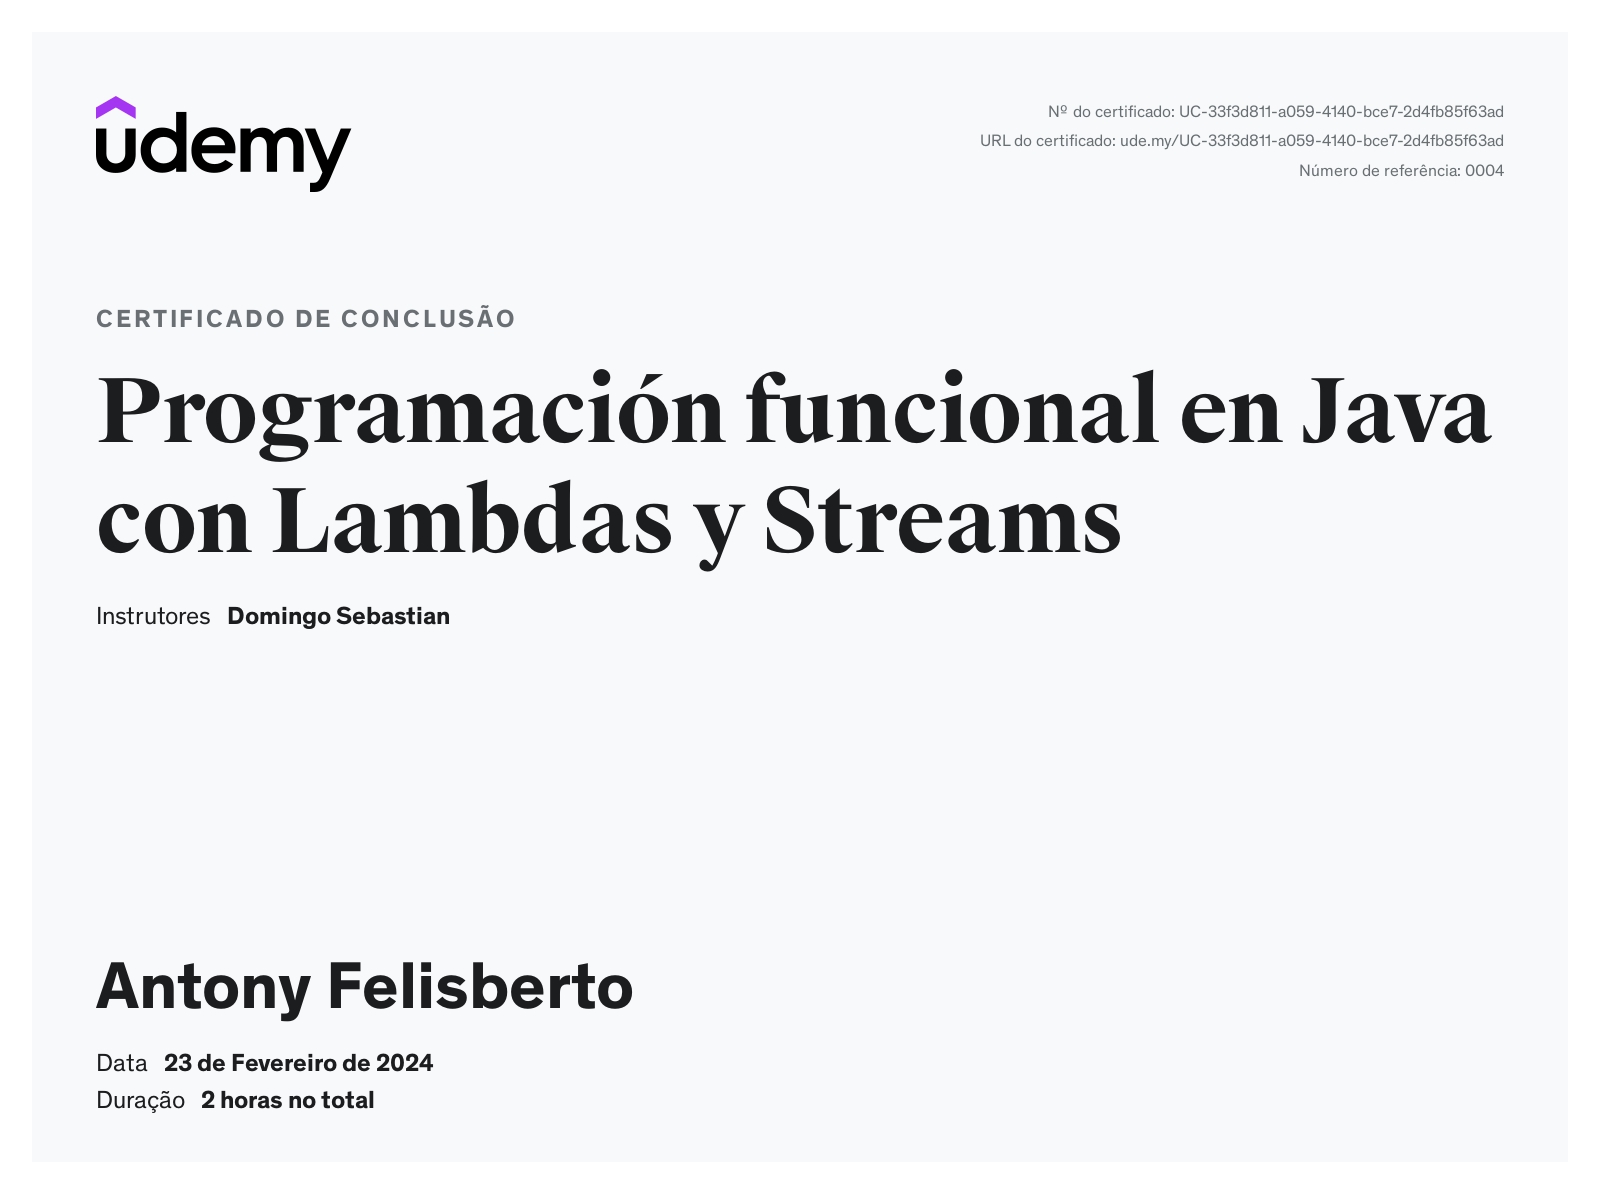 udemy
Nº do certificado: UC-33f3d811-a059-4140-bce7-2d4fb85f63ad
URL do certificado: ude.my/UC-33f3d811-a059-4140-bce7-2d4fb85f63ad
Número de referência: 0004
CERTIFICADO DE CONCLUSÃO
Programación funcional en Java
con Lambdas y Streams
Instrutores Domingo Sebastian
Antony Felisberto
Data 23 de Fevereiro de 2024
Duração 2 horas no total